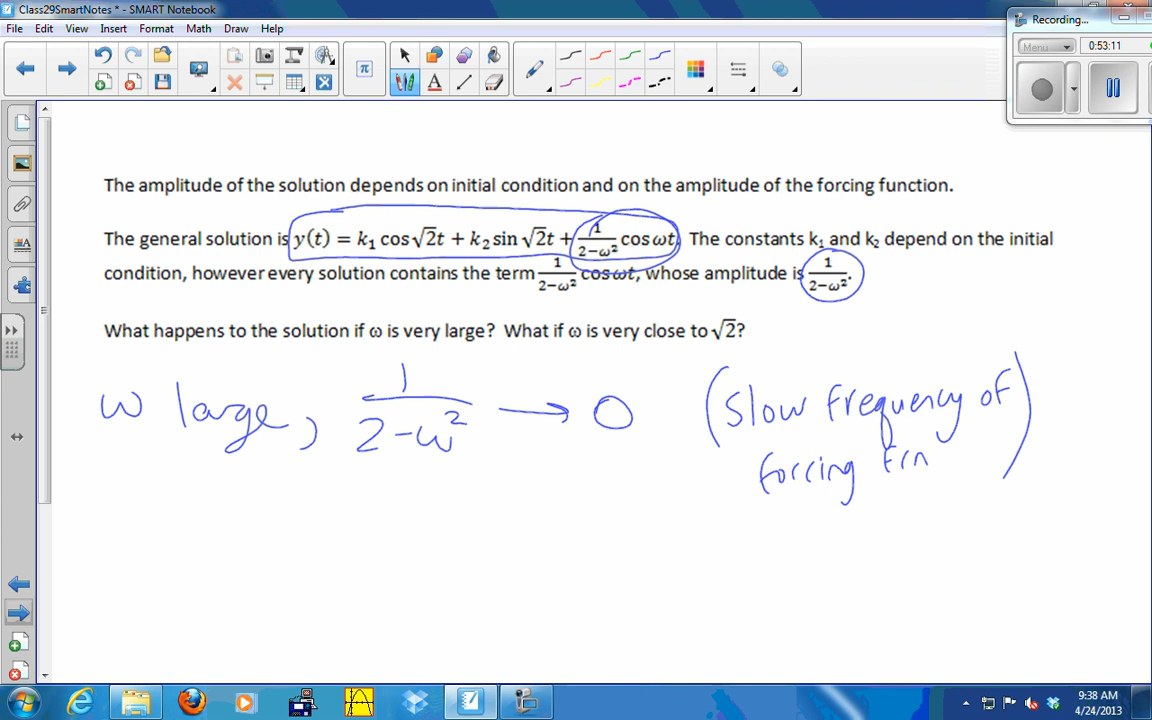 Class29SmartNotes * - SMART Notebook
File Edit View Insert Format Math Draw Help
Recording...
Menu
0:53:11
The amplitude of the solution depends on initial condition and on the amplitude of the forcing function.
The general solution is y(t) = k₁ cos √2t + k₂ sin √2t + 1/(2−ω²) cos ωt. The constants k₁ and k₂ depend on the initial
condition, however every solution contains the term 1/(2−ω²) cos ωt, whose amplitude is 1/(2−ω²).
What happens to the solution if ω is very large? What if ω is very close to √2?
ω large, 1/(2−ω²) → 0 (Slow frequency of
forcing Fcn)
9:38 AM
4/24/2013